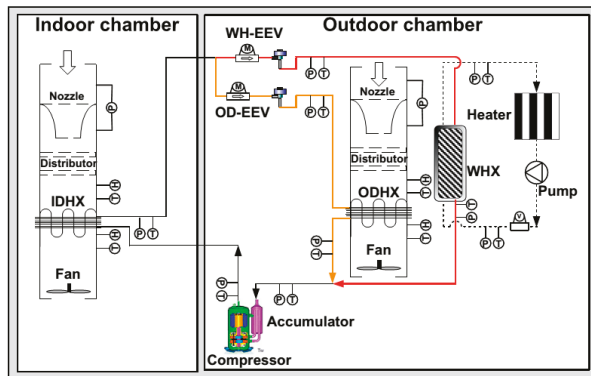 Indoor chamber
Outdoor chamber
WH-EEV
M
P T
M
OD-EEV
P T
P T
Nozzle
P
Nozzle
P
Heater
Distributor
Distributor
WHX
Pump
H
T
H
T
IDHX
ODHX
T
P
V
P T
H
T
H
T
P T
P
T
Fan
Fan
P
T
P T
Accumulator
Compressor